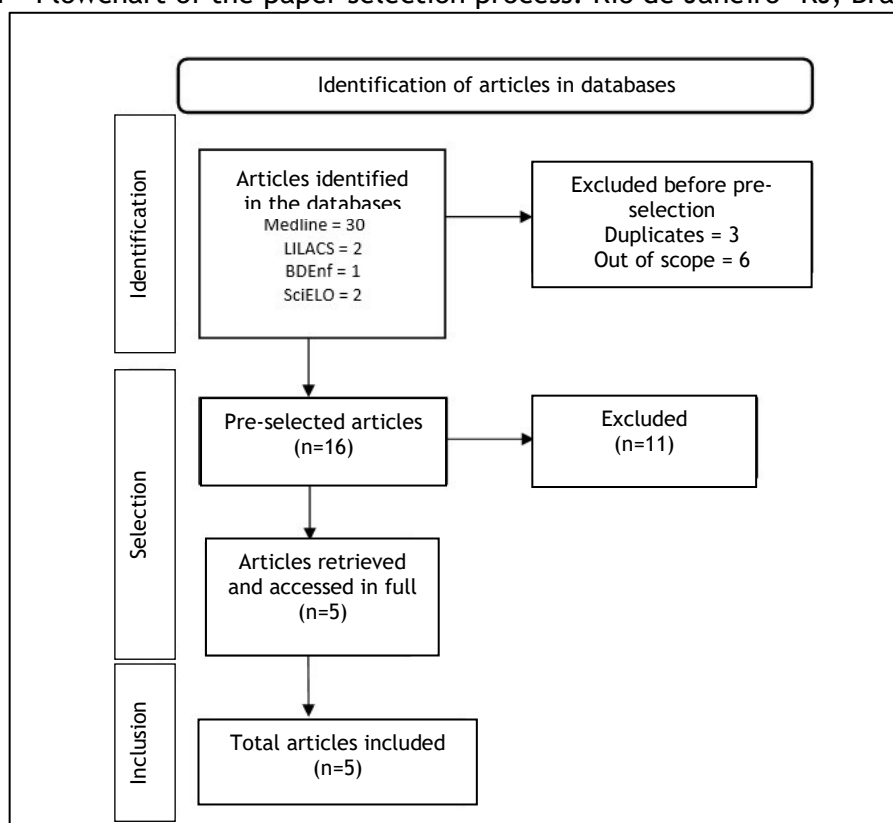 Flowchart of the paper selection process. Rio de Janeiro
Identification of articles in databases
Identification
Articles identified
in the databases
Medline = 30
LILACS = 2
BDEnf = 1
SciELO = 2
Excluded before pre-
selection
Duplicates = 3
Out of scope = 6
Selection
Pre-selected articles
(n=16)
Excluded
(n=11)
Articles retrieved
and accessed in full
(n=5)
Inclusion
Total articles included
(n=5)